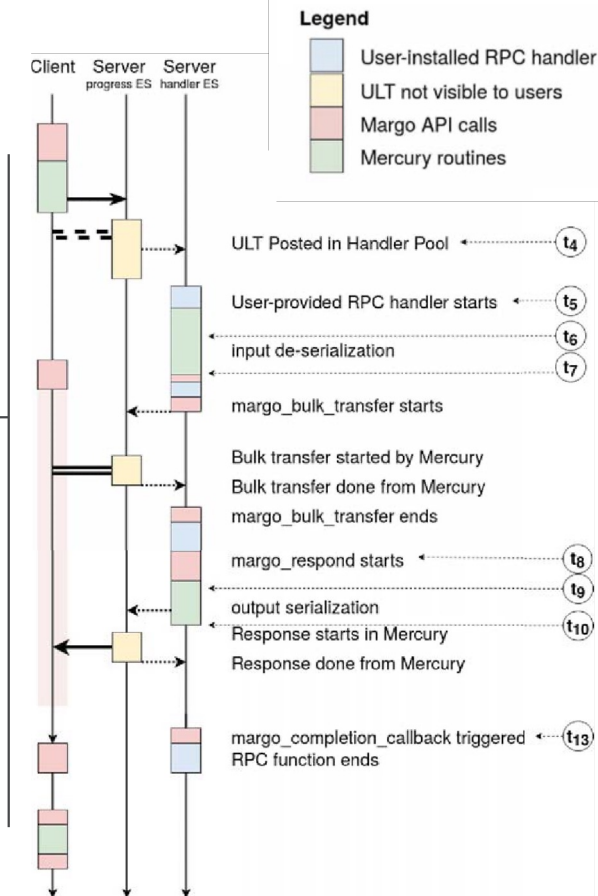 Legend
User-installed RPC handler
ULT not visible to users
Margo API calls
Mercury routines
Client
Server
progress ES
Server
handler ES
ULT Posted in Handler Pool
t4
User-provided RPC handler starts
t5
t6
input de-serialization
t7
margo_bulk_transfer starts
Bulk transfer started by Mercury
Bulk transfer done from Mercury
margo_bulk_transfer ends
margo_respond starts
t8
t9
output serialization
t10
Response starts in Mercury
Response done from Mercury
margo_completion_callback triggered
t13
RPC function ends